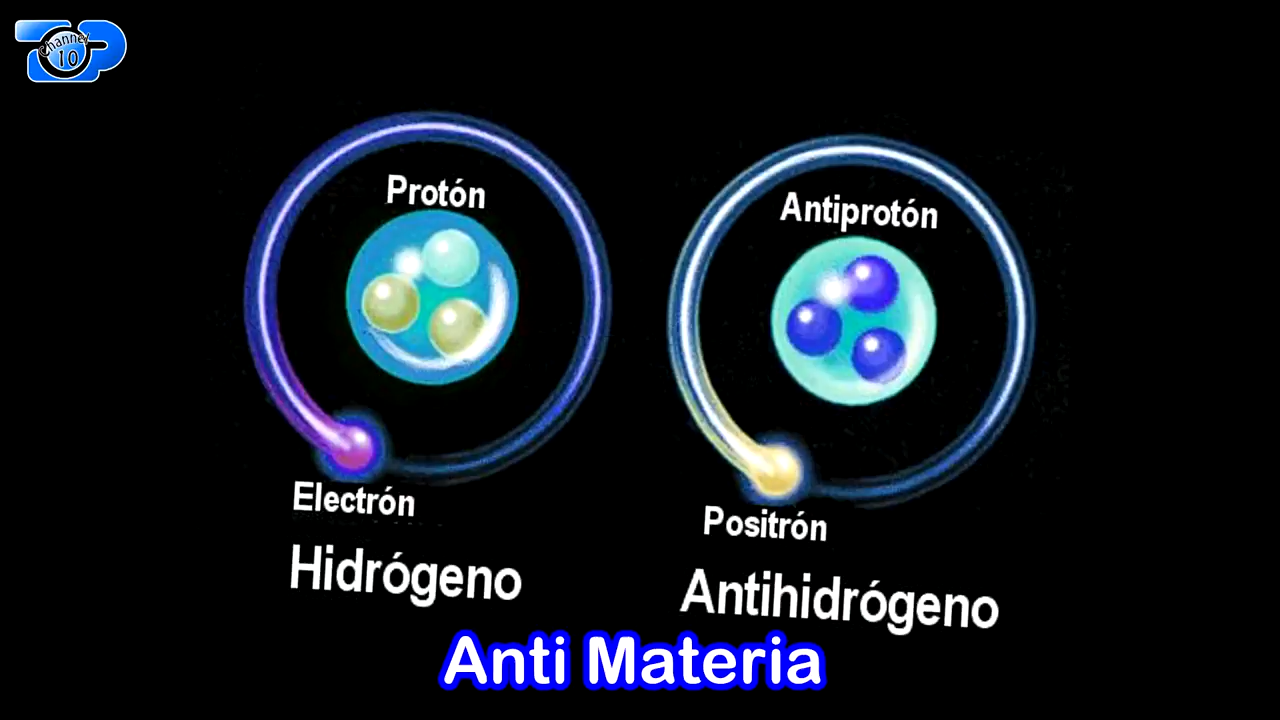 Channel
10
Protón
Antiprotón
Electrón
Positrón
Hidrógeno
Antihidrógeno
Anti Materia